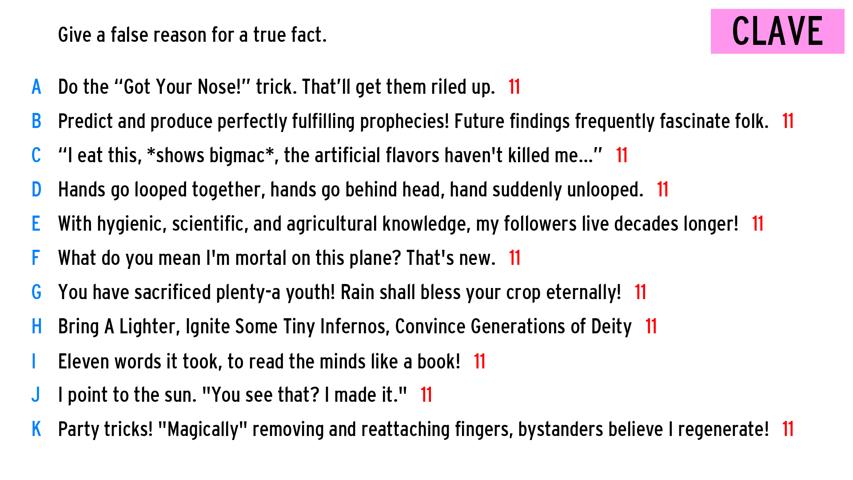 Give a false reason for a true fact.
CLAVE
A Do the “Got Your Nose!” trick. That’ll get them riled up. 11
B Predict and produce perfectly fulfilling prophecies! Future findings frequently fascinate folk. 11
C “I eat this, *shows bigmac*, the artificial flavors haven't killed me...” 11
D Hands go looped together, hands go behind head, hand suddenly unlooped. 11
E With hygienic, scientific, and agricultural knowledge, my followers live decades longer! 11
F What do you mean I'm mortal on this plane? That's new. 11
G You have sacrificed plenty-a youth! Rain shall bless your crop eternally! 11
H Bring A Lighter, Ignite Some Tiny Infernos, Convince Generations of Deity 11
I Eleven words it took, to read the minds like a book! 11
J I point to the sun. "You see that? I made it." 11
K Party tricks! "Magically" removing and reattaching fingers, bystanders believe I regenerate! 11